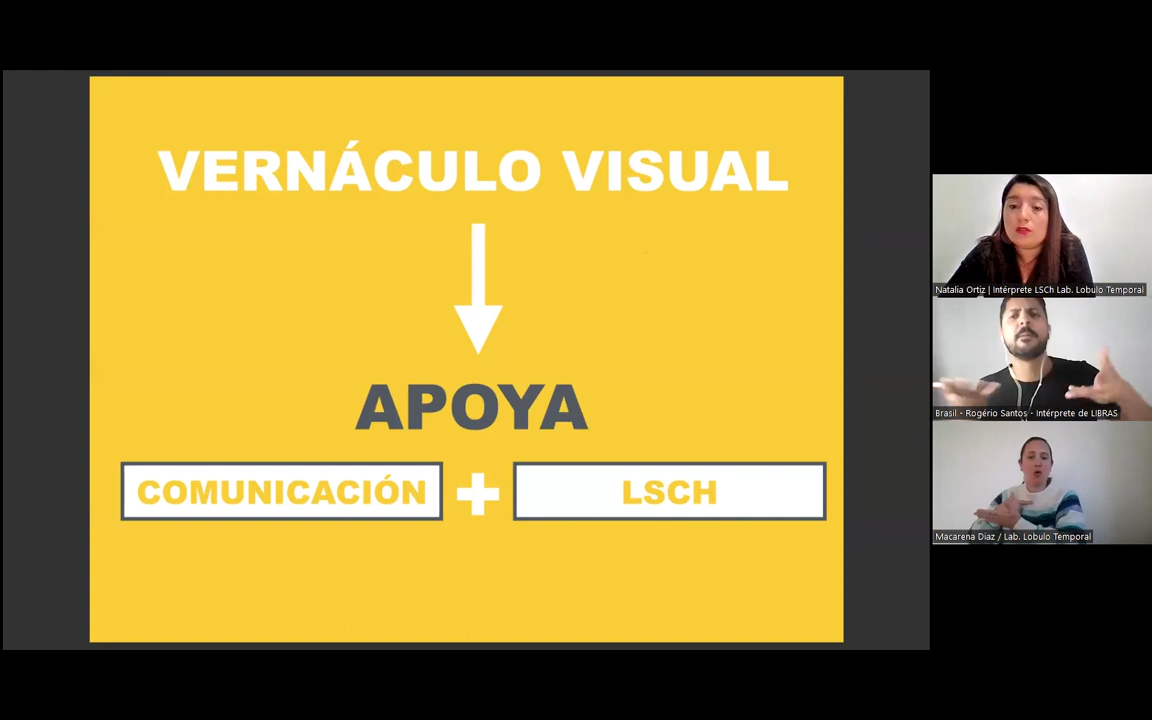 VERNÁCULO VISUAL
APOYA
COMUNICACIÓN + LSCH
Natalia Ortiz | Intérprete LSCh Lab. Lobulo Temporal
Brasil - Rogério Santos - Intérprete de LIBRAS
Macarena Diaz / Lab. Lobulo Temporal